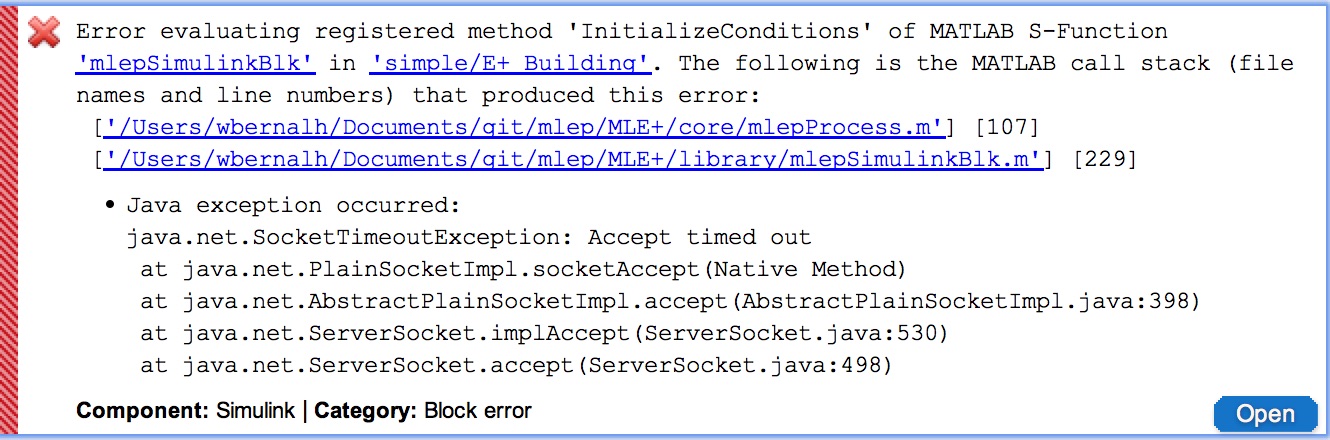 Error evaluating registered method 'InitializeConditions' of MATLAB S-Function
'mlepSimulinkBlk' in 'simple/E+ Building'. The following is the MATLAB call stack (file
names and line numbers) that produced this error:
['/Users/wbernalh/Documents/git/mlep/MLE+/core/mlepProcess.m'] [107]
['/Users/wbernalh/Documents/git/mlep/MLE+/library/mlepSimulinkBlk.m'] [229]
• Java exception occurred:
java.net.SocketTimeoutException: Accept timed out
at java.net.PlainSocketImpl.socketAccept(Native Method)
at java.net.AbstractPlainSocketImpl.accept(AbstractPlainSocketImpl.java:398)
at java.net.ServerSocket.implAccept(ServerSocket.java:530)
at java.net.ServerSocket.accept(ServerSocket.java:498)
Component: Simulink | Category: Block error
Open